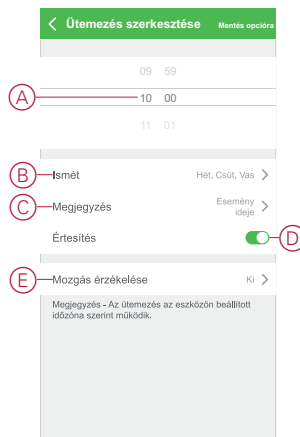 Ütemezés szerkesztése Mentés opcióra
09 59
A 10 00
11 01
B Ismét Hét, Csüt, Vas
C Megjegyzés Esemény
ideje
Értesítés D
E Mozgás érzékelése Ki
Megjegyzés - Az ütemezés az eszközön beállított
időzóna szerint működik.